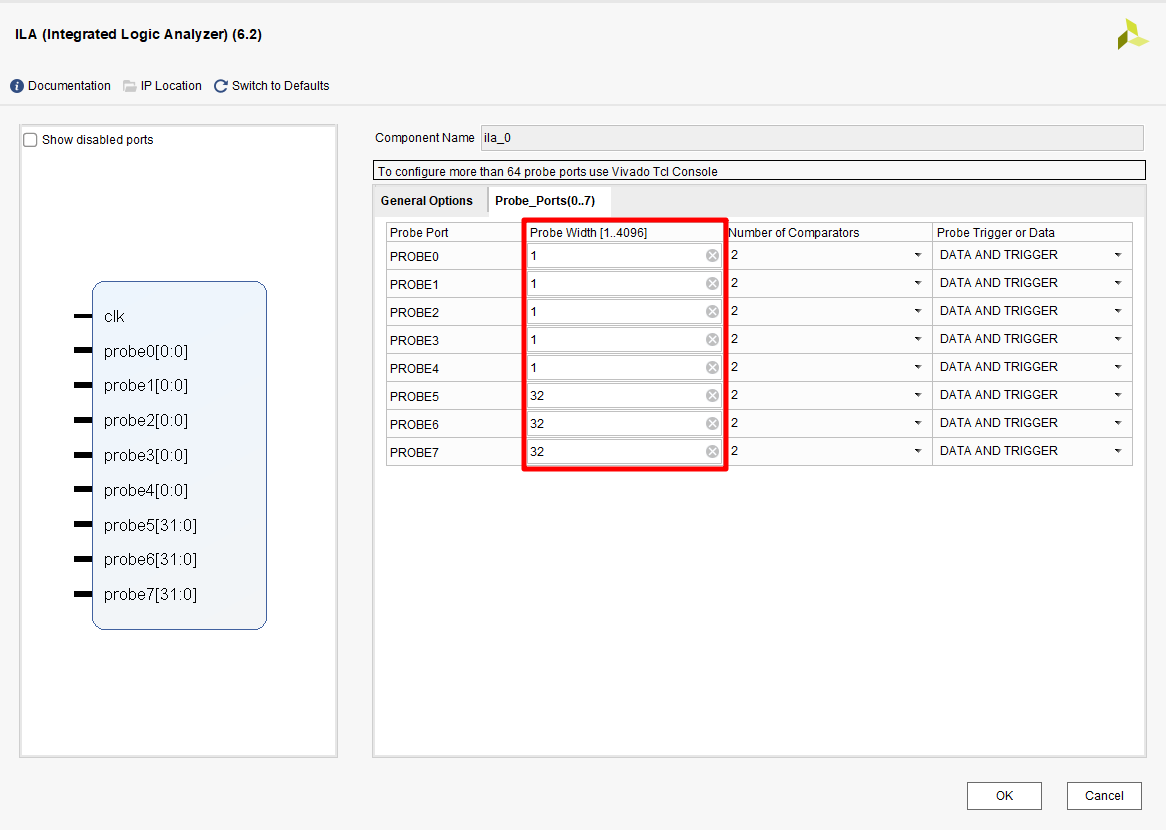 ILA (Integrated Logic Analyzer) (6.2)
Documentation IP Location Switch to Defaults
Show disabled ports
clk
probe0[0:0]
probe1[0:0]
probe2[0:0]
probe3[0:0]
probe4[0:0]
probe5[31:0]
probe6[31:0]
probe7[31:0]
Component Name ila_0
To configure more than 64 probe ports use Vivado Tcl Console
General Options Probe_Ports(0..7)
Probe Port Probe Width [1..4096] Number of Comparators Probe Trigger or Data
PROBE0 1 2 DATA AND TRIGGER
PROBE1 1 2 DATA AND TRIGGER
PROBE2 1 2 DATA AND TRIGGER
PROBE3 1 2 DATA AND TRIGGER
PROBE4 1 2 DATA AND TRIGGER
PROBE5 32 2 DATA AND TRIGGER
PROBE6 32 2 DATA AND TRIGGER
PROBE7 32 2 DATA AND TRIGGER
OK Cancel